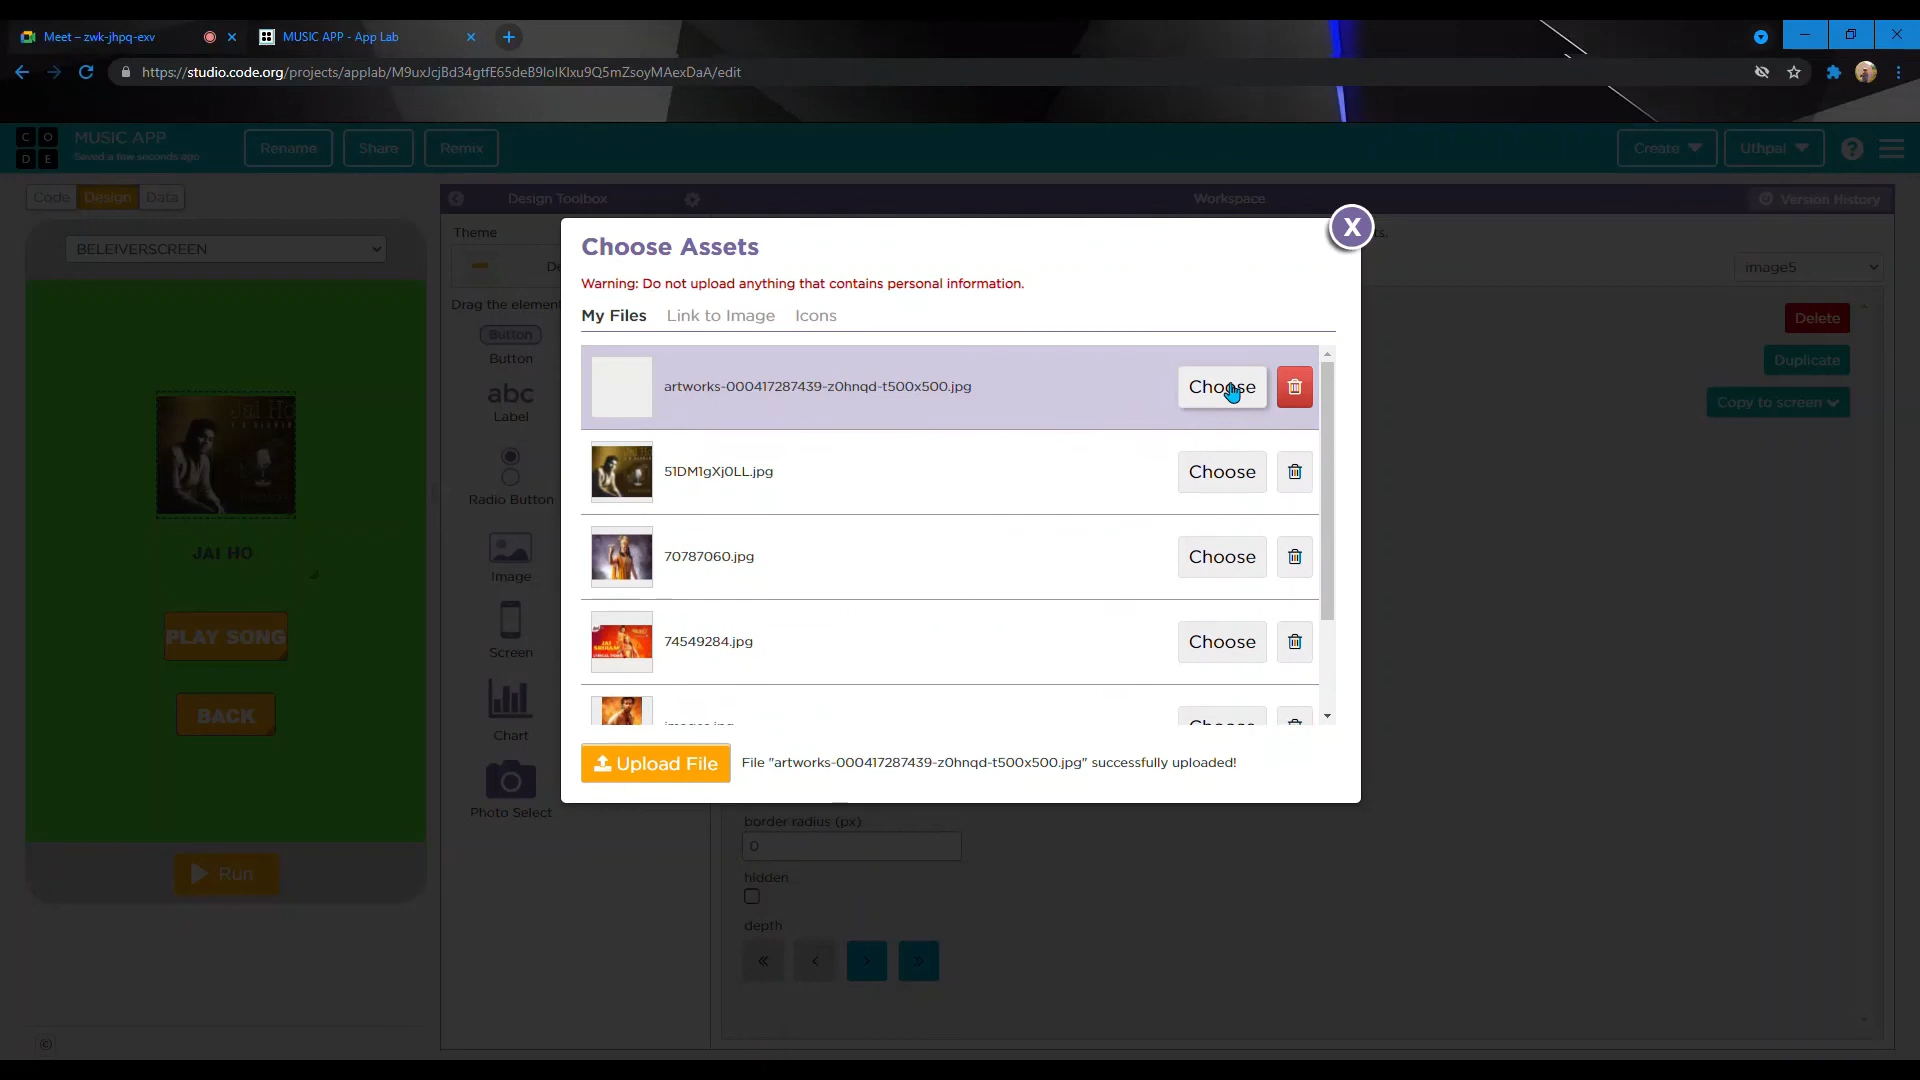 Meet – zwk-jhpq-exv
MUSIC APP - App Lab
https://studio.code.org/projects/applab/M9uxJcjBd34gtfE65deB9IolKlxu9Q5mZsoyMAexDaA/edit
CO
DE
MUSIC APP
Saved a few seconds ago
Rename
Share
Remix
Create
Uthpal
?
Code
Design
Data
Design Toolbox
Workspace
Version History
BELEIVERSCREEN
Theme
image5
Drag the element
Delete
Duplicate
Copy to screen
Button
Button
abc
Label
Radio Button
Image
Screen
Chart
Photo Select
JAI HO
PLAY SONG
BACK
Run
Choose Assets
X
Warning: Do not upload anything that contains personal information.
My Files
Link to Image
Icons
artworks-000417287439-z0hnqd-t500x500.jpg
Choose
51DM1gXj0LL.jpg
Choose
70787060.jpg
Choose
74549284.jpg
Choose
Upload File
File "artworks-000417287439-z0hnqd-t500x500.jpg" successfully uploaded!
border radius (px)
0
hidden
depth